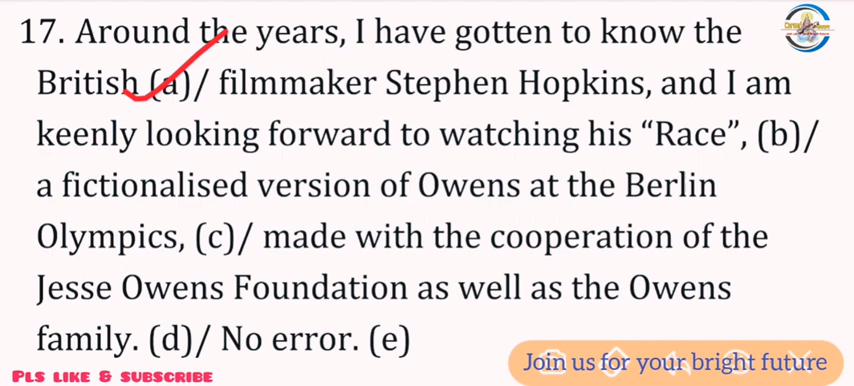 17. Around the years, I have gotten to know the
British (a)/ filmmaker Stephen Hopkins, and I am
keenly looking forward to watching his “Race”, (b)/
a fictionalised version of Owens at the Berlin
Olympics, (c)/ made with the cooperation of the
Jesse Owens Foundation as well as the Owens
family. (d)/ No error. (e)
Join us for your bright future
PLS LIKE & SUBSCRIBE